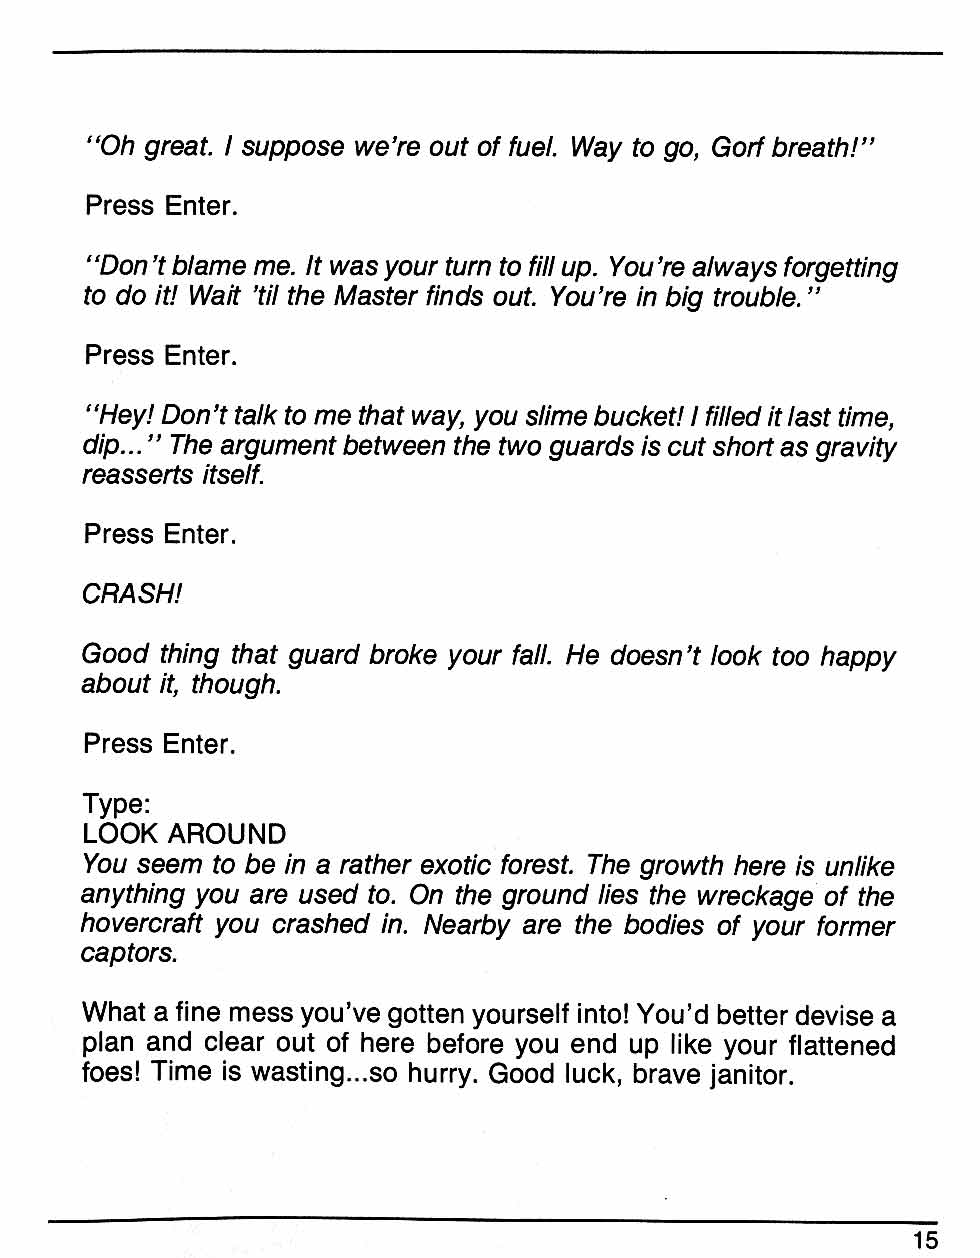 “Oh great. I suppose we’re out of fuel. Way to go, Gorf breath!”
Press Enter.
“Don’t blame me. It was your turn to fill up. You’re always forgetting
to do it! Wait ’til the Master finds out. You’re in big trouble.”
Press Enter.
“Hey! Don’t talk to me that way, you slime bucket! I filled it last time,
dip...” The argument between the two guards is cut short as gravity
reasserts itself.
Press Enter.
CRASH!
Good thing that guard broke your fall. He doesn’t look too happy
about it, though.
Press Enter.
Type:
LOOK AROUND
You seem to be in a rather exotic forest. The growth here is unlike
anything you are used to. On the ground lies the wreckage of the
hovercraft you crashed in. Nearby are the bodies of your former
captors.
What a fine mess you’ve gotten yourself into! You’d better devise a
plan and clear out of here before you end up like your flattened
foes! Time is wasting...so hurry. Good luck, brave janitor.
15